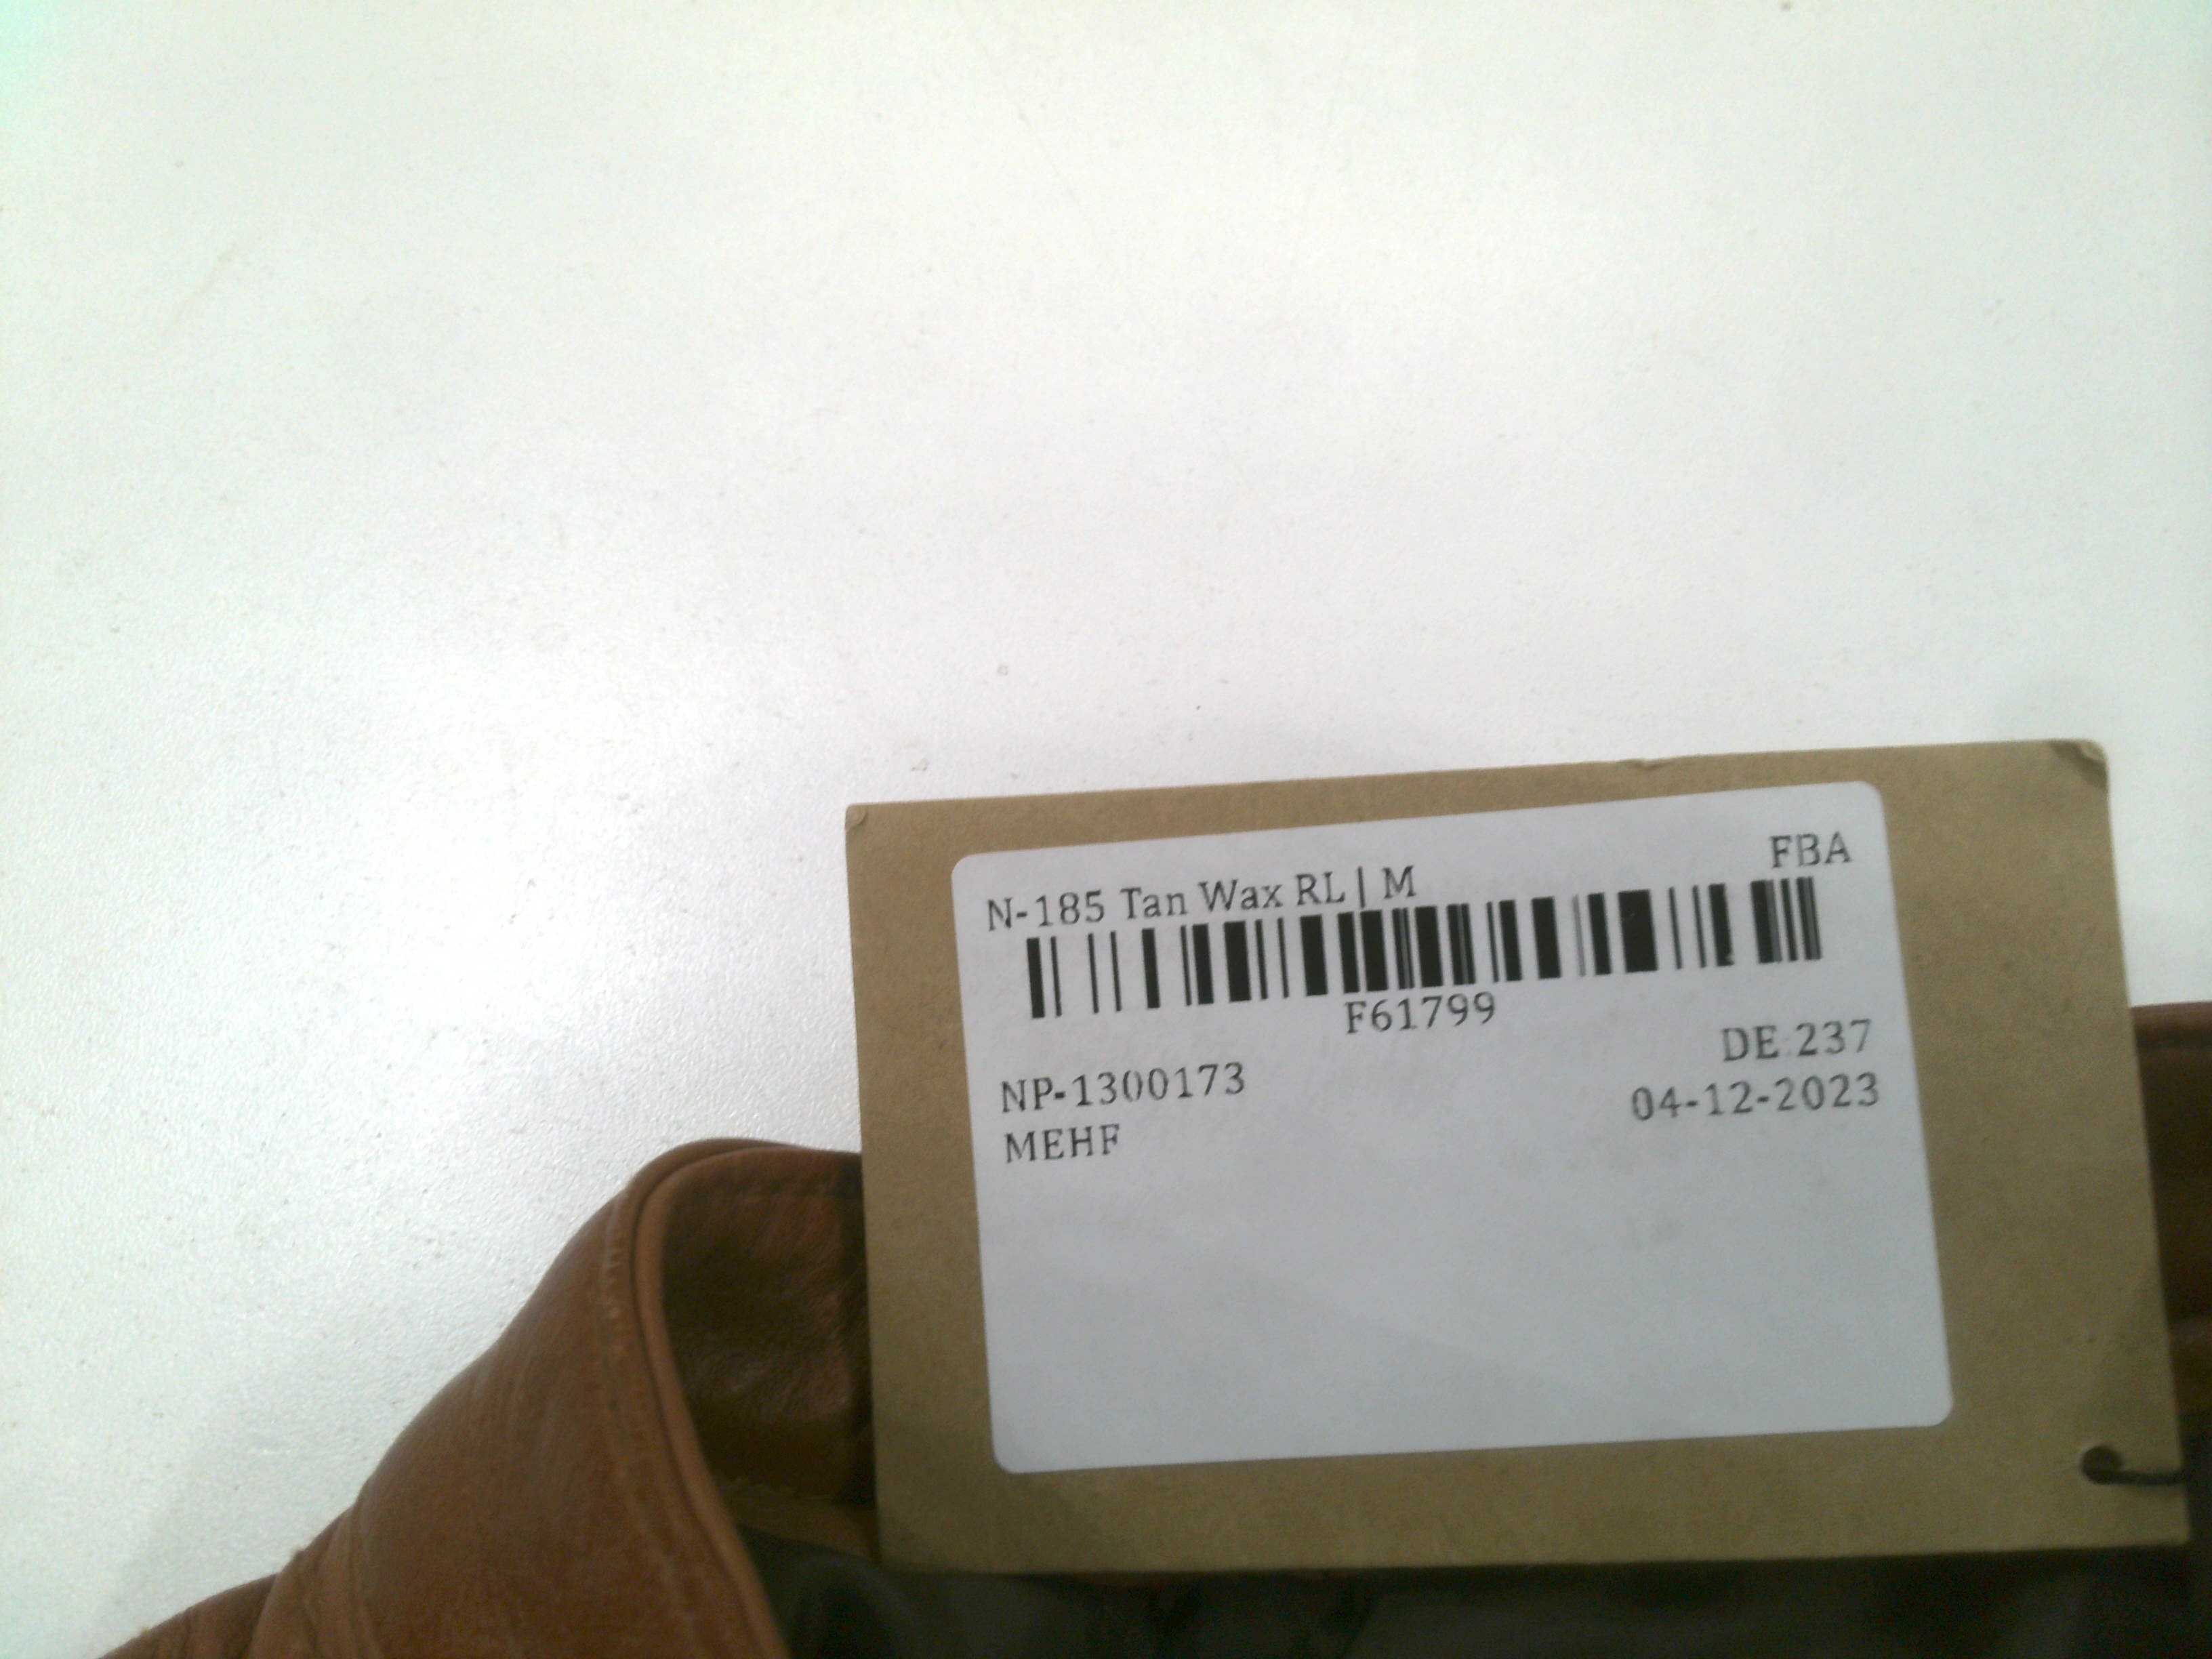 N-185 Tan Wax RL | M
FBA
F61799
DE:237
NP-1300173
04-12-2023
MEHF